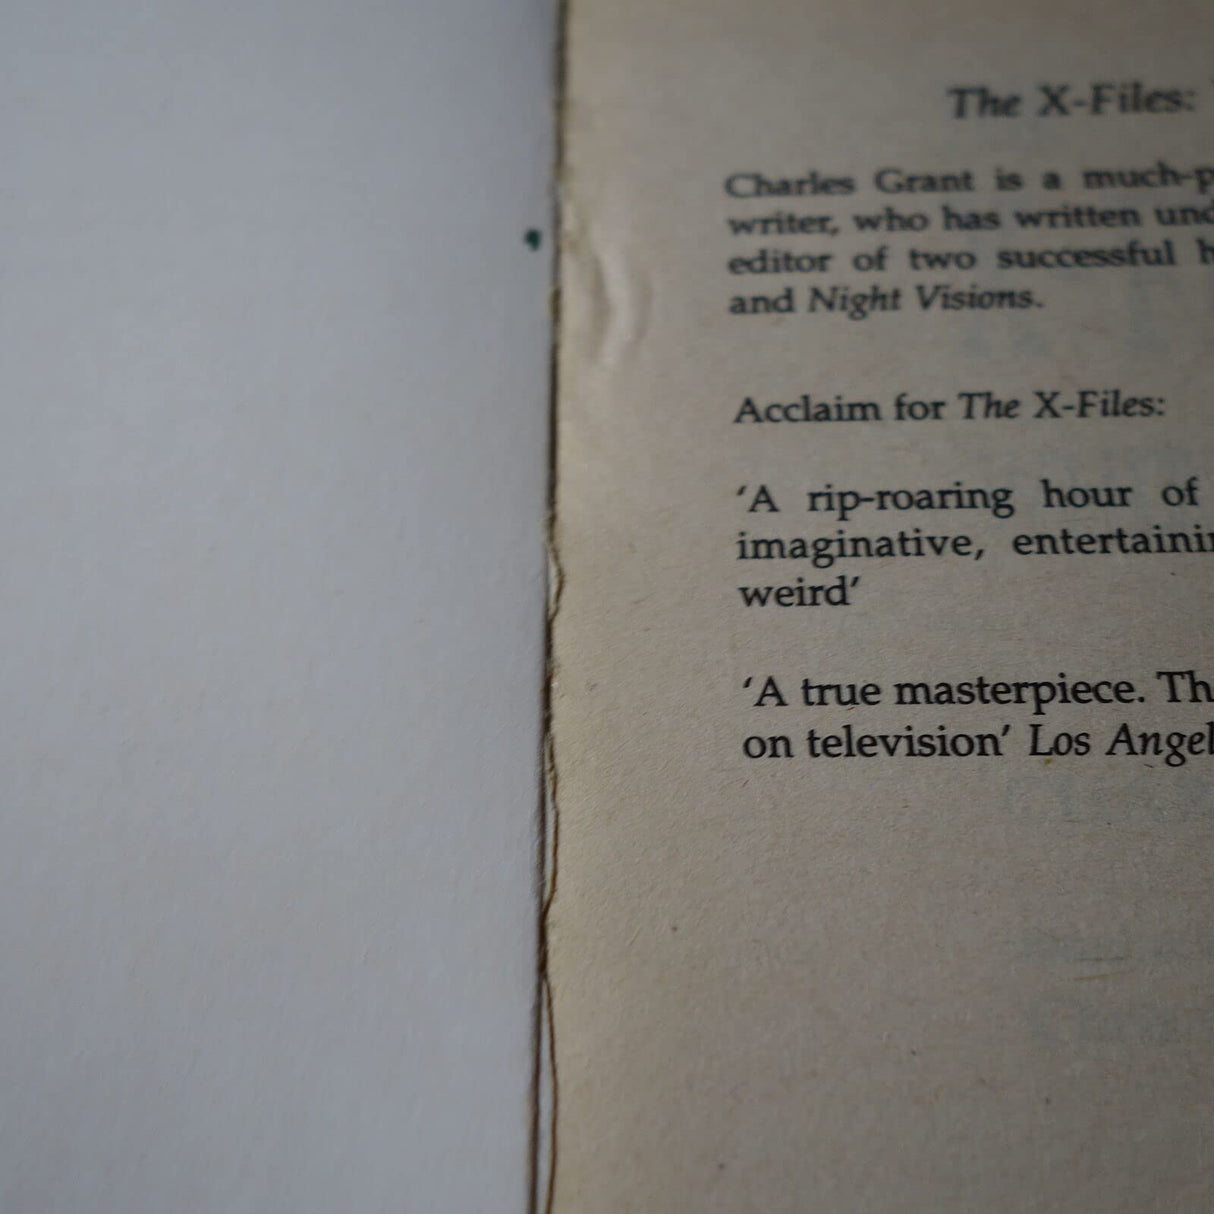 The X-Files:
Charles Grant is a much-p
writer, who has written und
editor of two successful h
and Night Visions.
Acclaim for The X-Files:
‘A rip-roaring hour of
imaginative, entertainin
weird’
‘A true masterpiece. Th
on television’ Los Angel